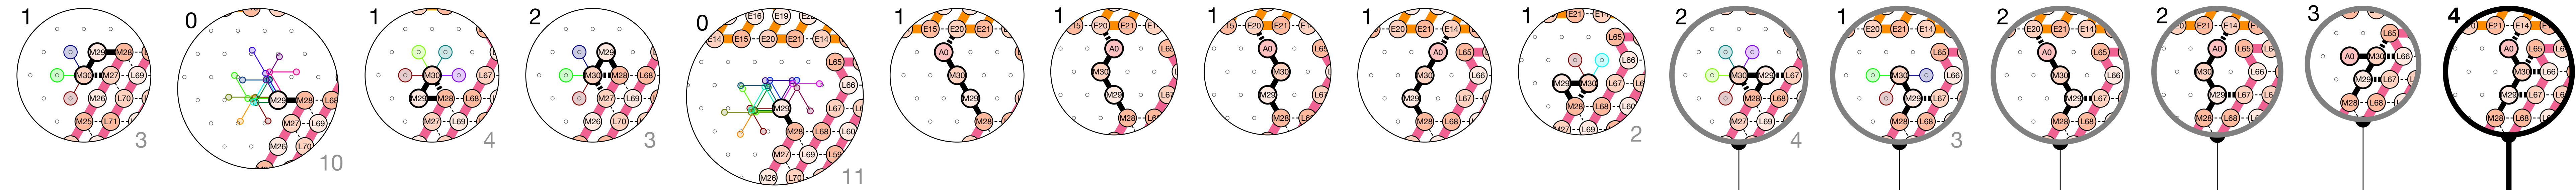 1 M29 M28 M30 M27 M26 L70 M25 L71 3
0 M29 M28 L68 M27 L69 M26 L70 10
1 M30 L67 M29 M28 L68 M27 L69 4
2 M29 M30 M28 L68 M27 L69 M26 L70 3
0 E16 E19 E14 E15 E20 E21 E14 L65 L66 M29 L67 M28 L68 L60 M27 L69 L59 M26 L70 11
1 E15 E20 E21 A0 M30 M29 M28
1 E20 E21 A0 M30 M29 M28
1 E20 E21 A0 M30 M29 M28
1 E20 E21 E14 A0 L65 M30 L66 M29 L67 M28 L68
1 E21 E14 L65 L66 M29 M30 L67 M28 L68 M27 L69 2
2 L65 L66 M30 M29 L67 M28 L68 M27 L69 4
1 E20 E21 E14 L65 M30 L66 M29 L67 M28 L68 3
2 E20 E21 E14 A0 L65 M30 L66 M29 L67 M28 L68
2 E21 E14 A0 L65 M30 L66 M29 L67 M28 L68
3 L65 A0 M30 L66 M29 L67 M28 L68
4 E21 E14 A0 L65 M30 L66 M29 L67 M28 L68